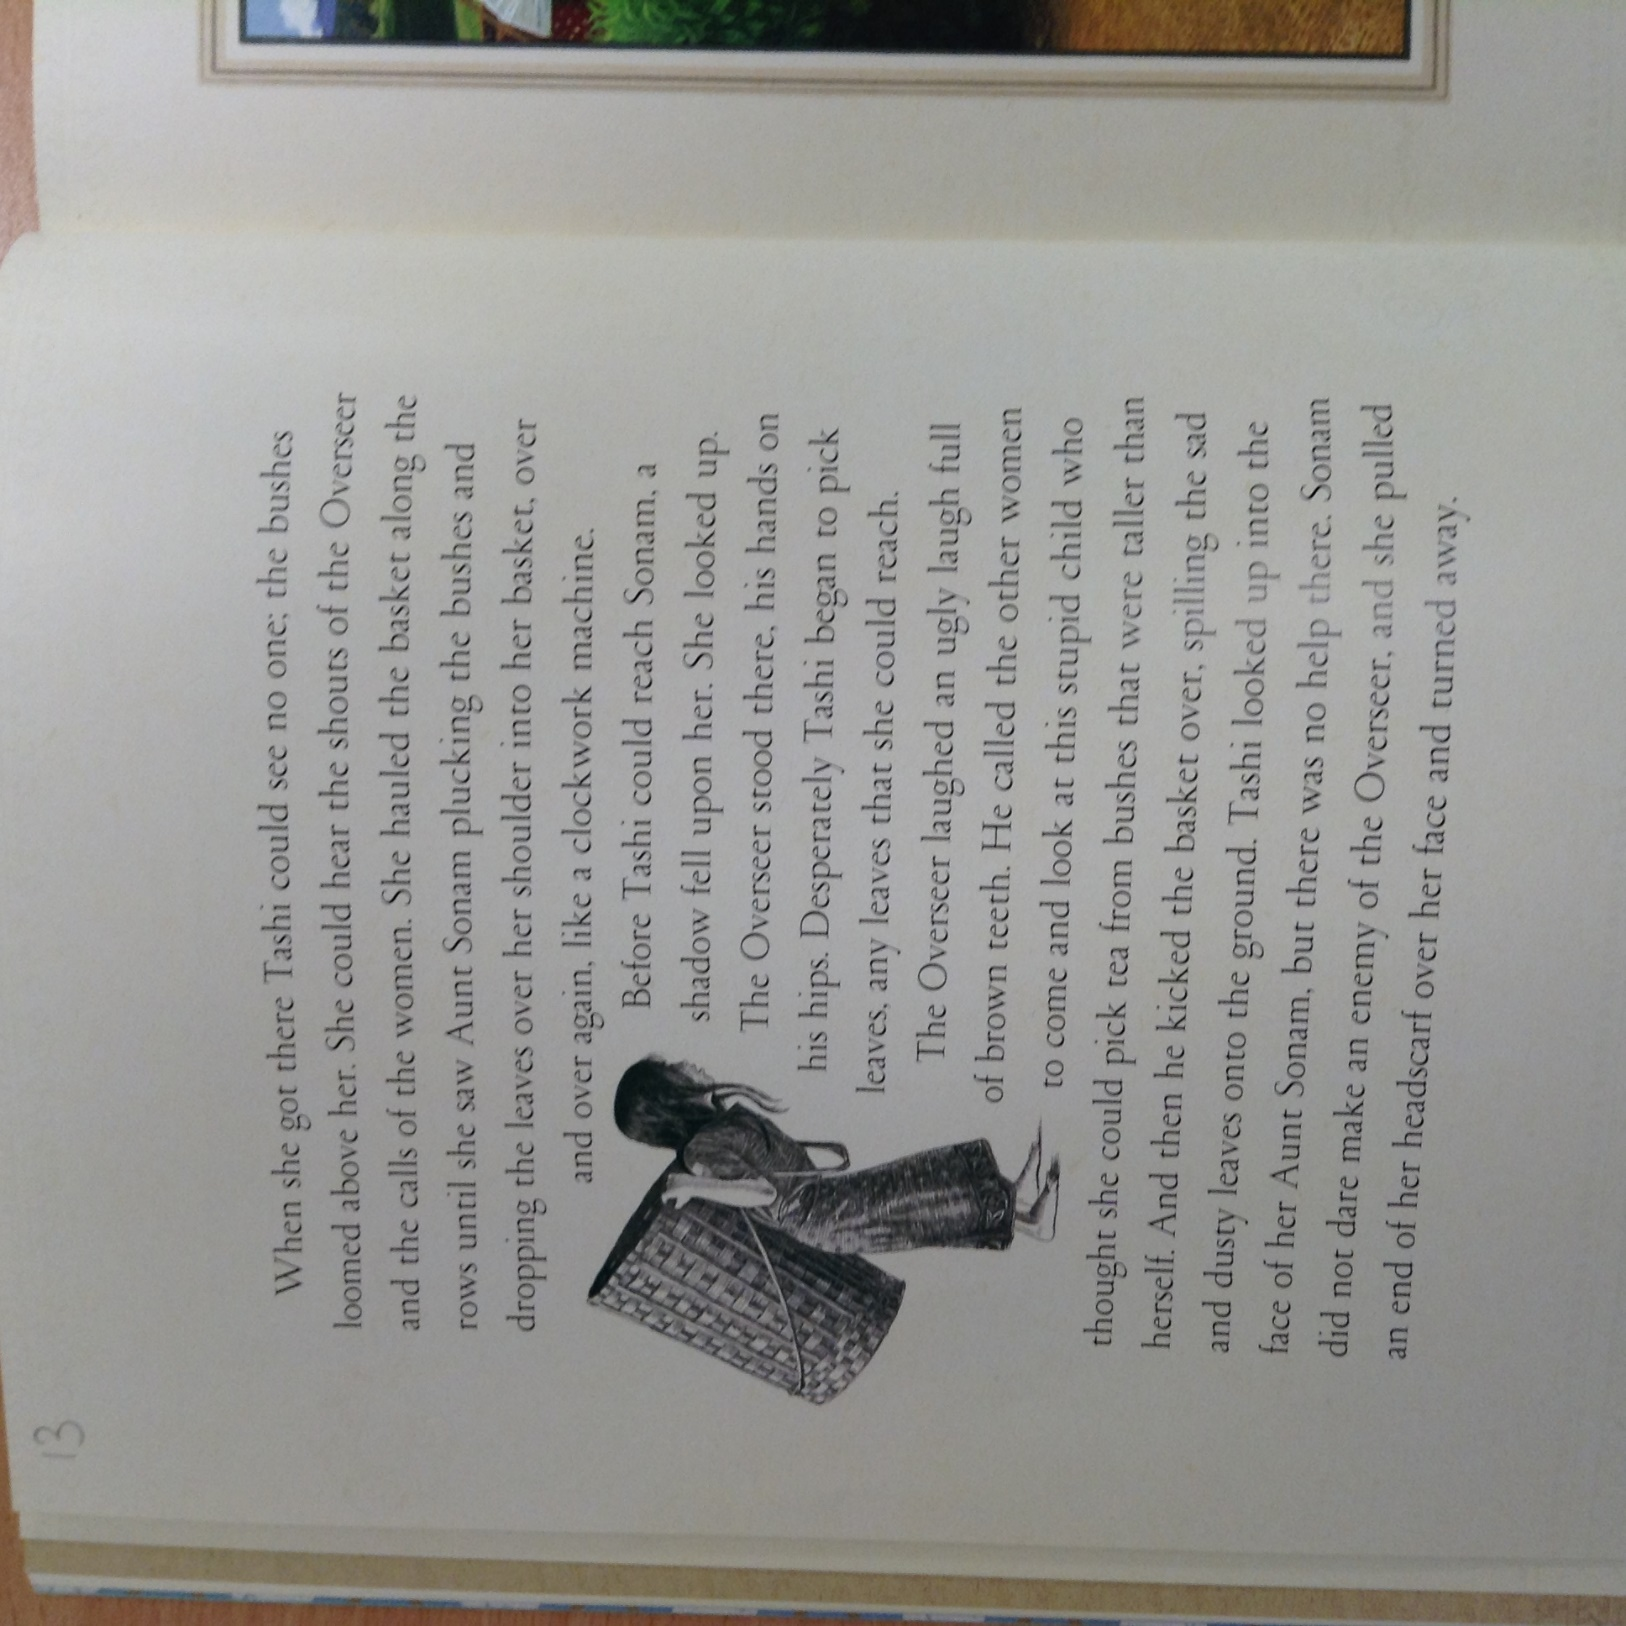 13
When she got there Tashi could see no one; the bushes
loomed above her. She could hear the shouts of the Overseer
and the calls of the women. She hauled the basket along the
rows until she saw Aunt Sonam plucking the bushes and
dropping the leaves over her shoulder into her basket, over
and over again, like a clockwork machine.
Before Tashi could reach Sonam, a
shadow fell upon her. She looked up.
The Overseer stood there, his hands on
his hips. Desperately Tashi began to pick
leaves, any leaves that she could reach.
The Overseer laughed an ugly laugh full
of brown teeth. He called the other women
to come and look at this stupid child who
thought she could pick tea from bushes that were taller than
herself. And then he kicked the basket over, spilling the sad
and dusty leaves onto the ground. Tashi looked up into the
face of her Aunt Sonam, but there was no help there. Sonam
did not dare make an enemy of the Overseer, and she pulled
an end of her headscarf over her face and turned away.